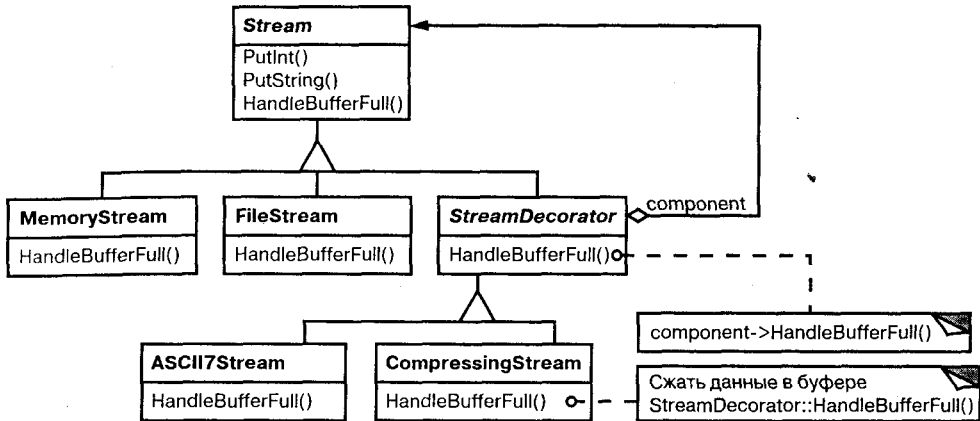 Stream
PutInt()
PutString()
HandleBufferFull()
MemoryStream
HandleBufferFull()
FileStream
HandleBufferFull()
StreamDecorator
HandleBufferFull()
component
component->HandleBufferFull()
ASCII7Stream
HandleBufferFull()
CompressingStream
HandleBufferFull()
Сжать данные в буфере
StreamDecorator::HandleBufferFull()